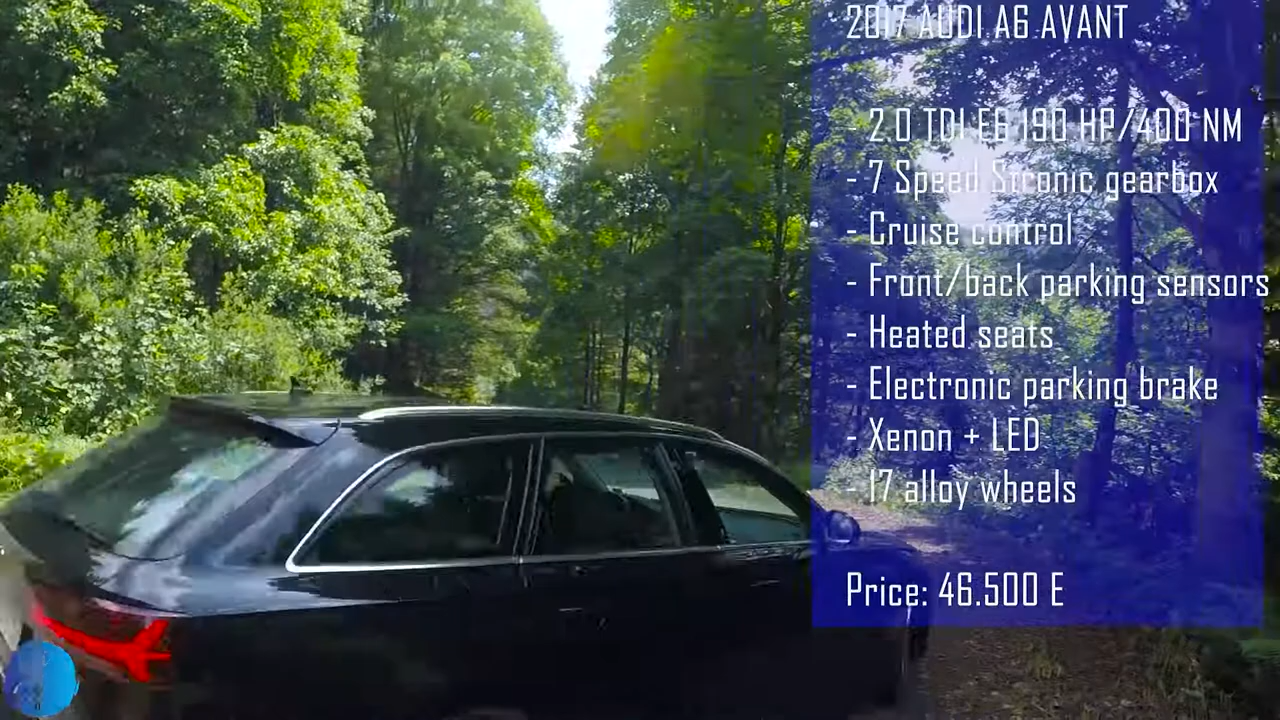 2017 AUDI A6 AVANT
- 2.0 TDI E6 190 HP/400 NM
- 7 Speed Stronic gearbox
- Cruise control
- Front/back parking sensors
- Heated seats
- Electronic parking brake
- Xenon + LED
- 17 alloy wheels
Price: 46.500 E